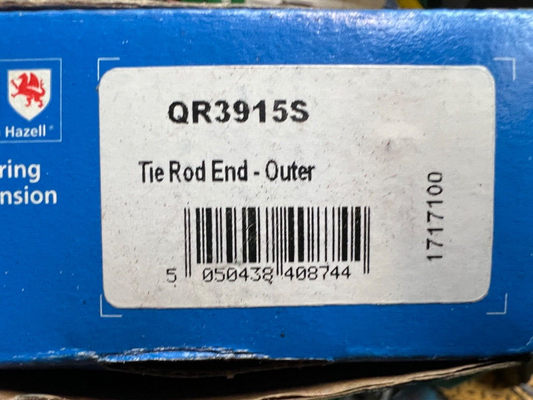 Hazell
ring
nsion
QR3915S
Tie Rod End - Outer
5 050438 408744
1717100